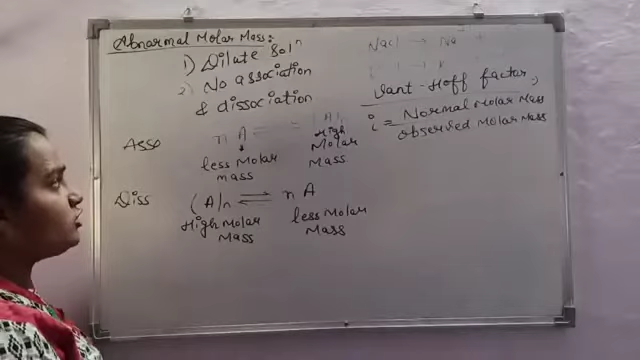 Abnormal Molar Mass:
1) Dilute Solⁿ
2) No association
& dissociation
Asso
n A
(A)ₙ
less Molar mass
High Molar Mass
Diss
(A)ₙ ⇌ n A
High Molar Mass
less Molar Mass
NaCl → Na⁺ +
Vant-Hoff factor,
i = Normal Molar Mass
observed Molar Mass